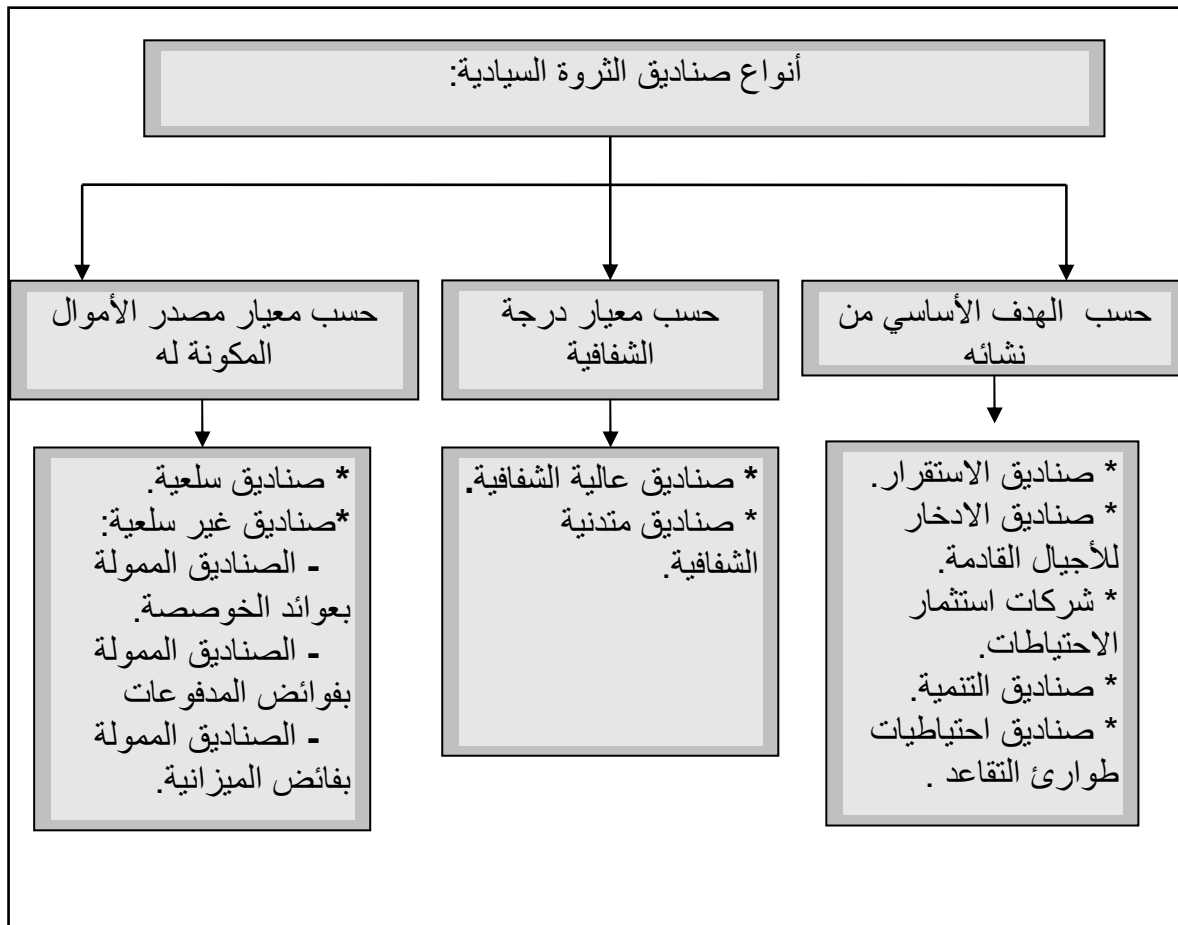 أنواع صناديق الثروة السيادية:
حسب الهدف الأساسي من
نشائه
* صناديق الاستقرار.
* صناديق الادخار
للأجيال القادمة.
* شركات استثمار
الاحتياطات.
* صناديق التنمية.
* صناديق احتياطيات
طوارئ التقاعد .
حسب معيار درجة
الشفافية
* صناديق عالية الشفافية.
* صناديق متدنية
الشفافية.
حسب معيار مصدر الأموال
المكونة له
* صناديق سلعية.
*صناديق غير سلعية:
- الصناديق الممولة
بعوائد الخوصصة.
- الصناديق الممولة
بفوائض المدفوعات
- الصناديق الممولة
بفائض الميزانية.